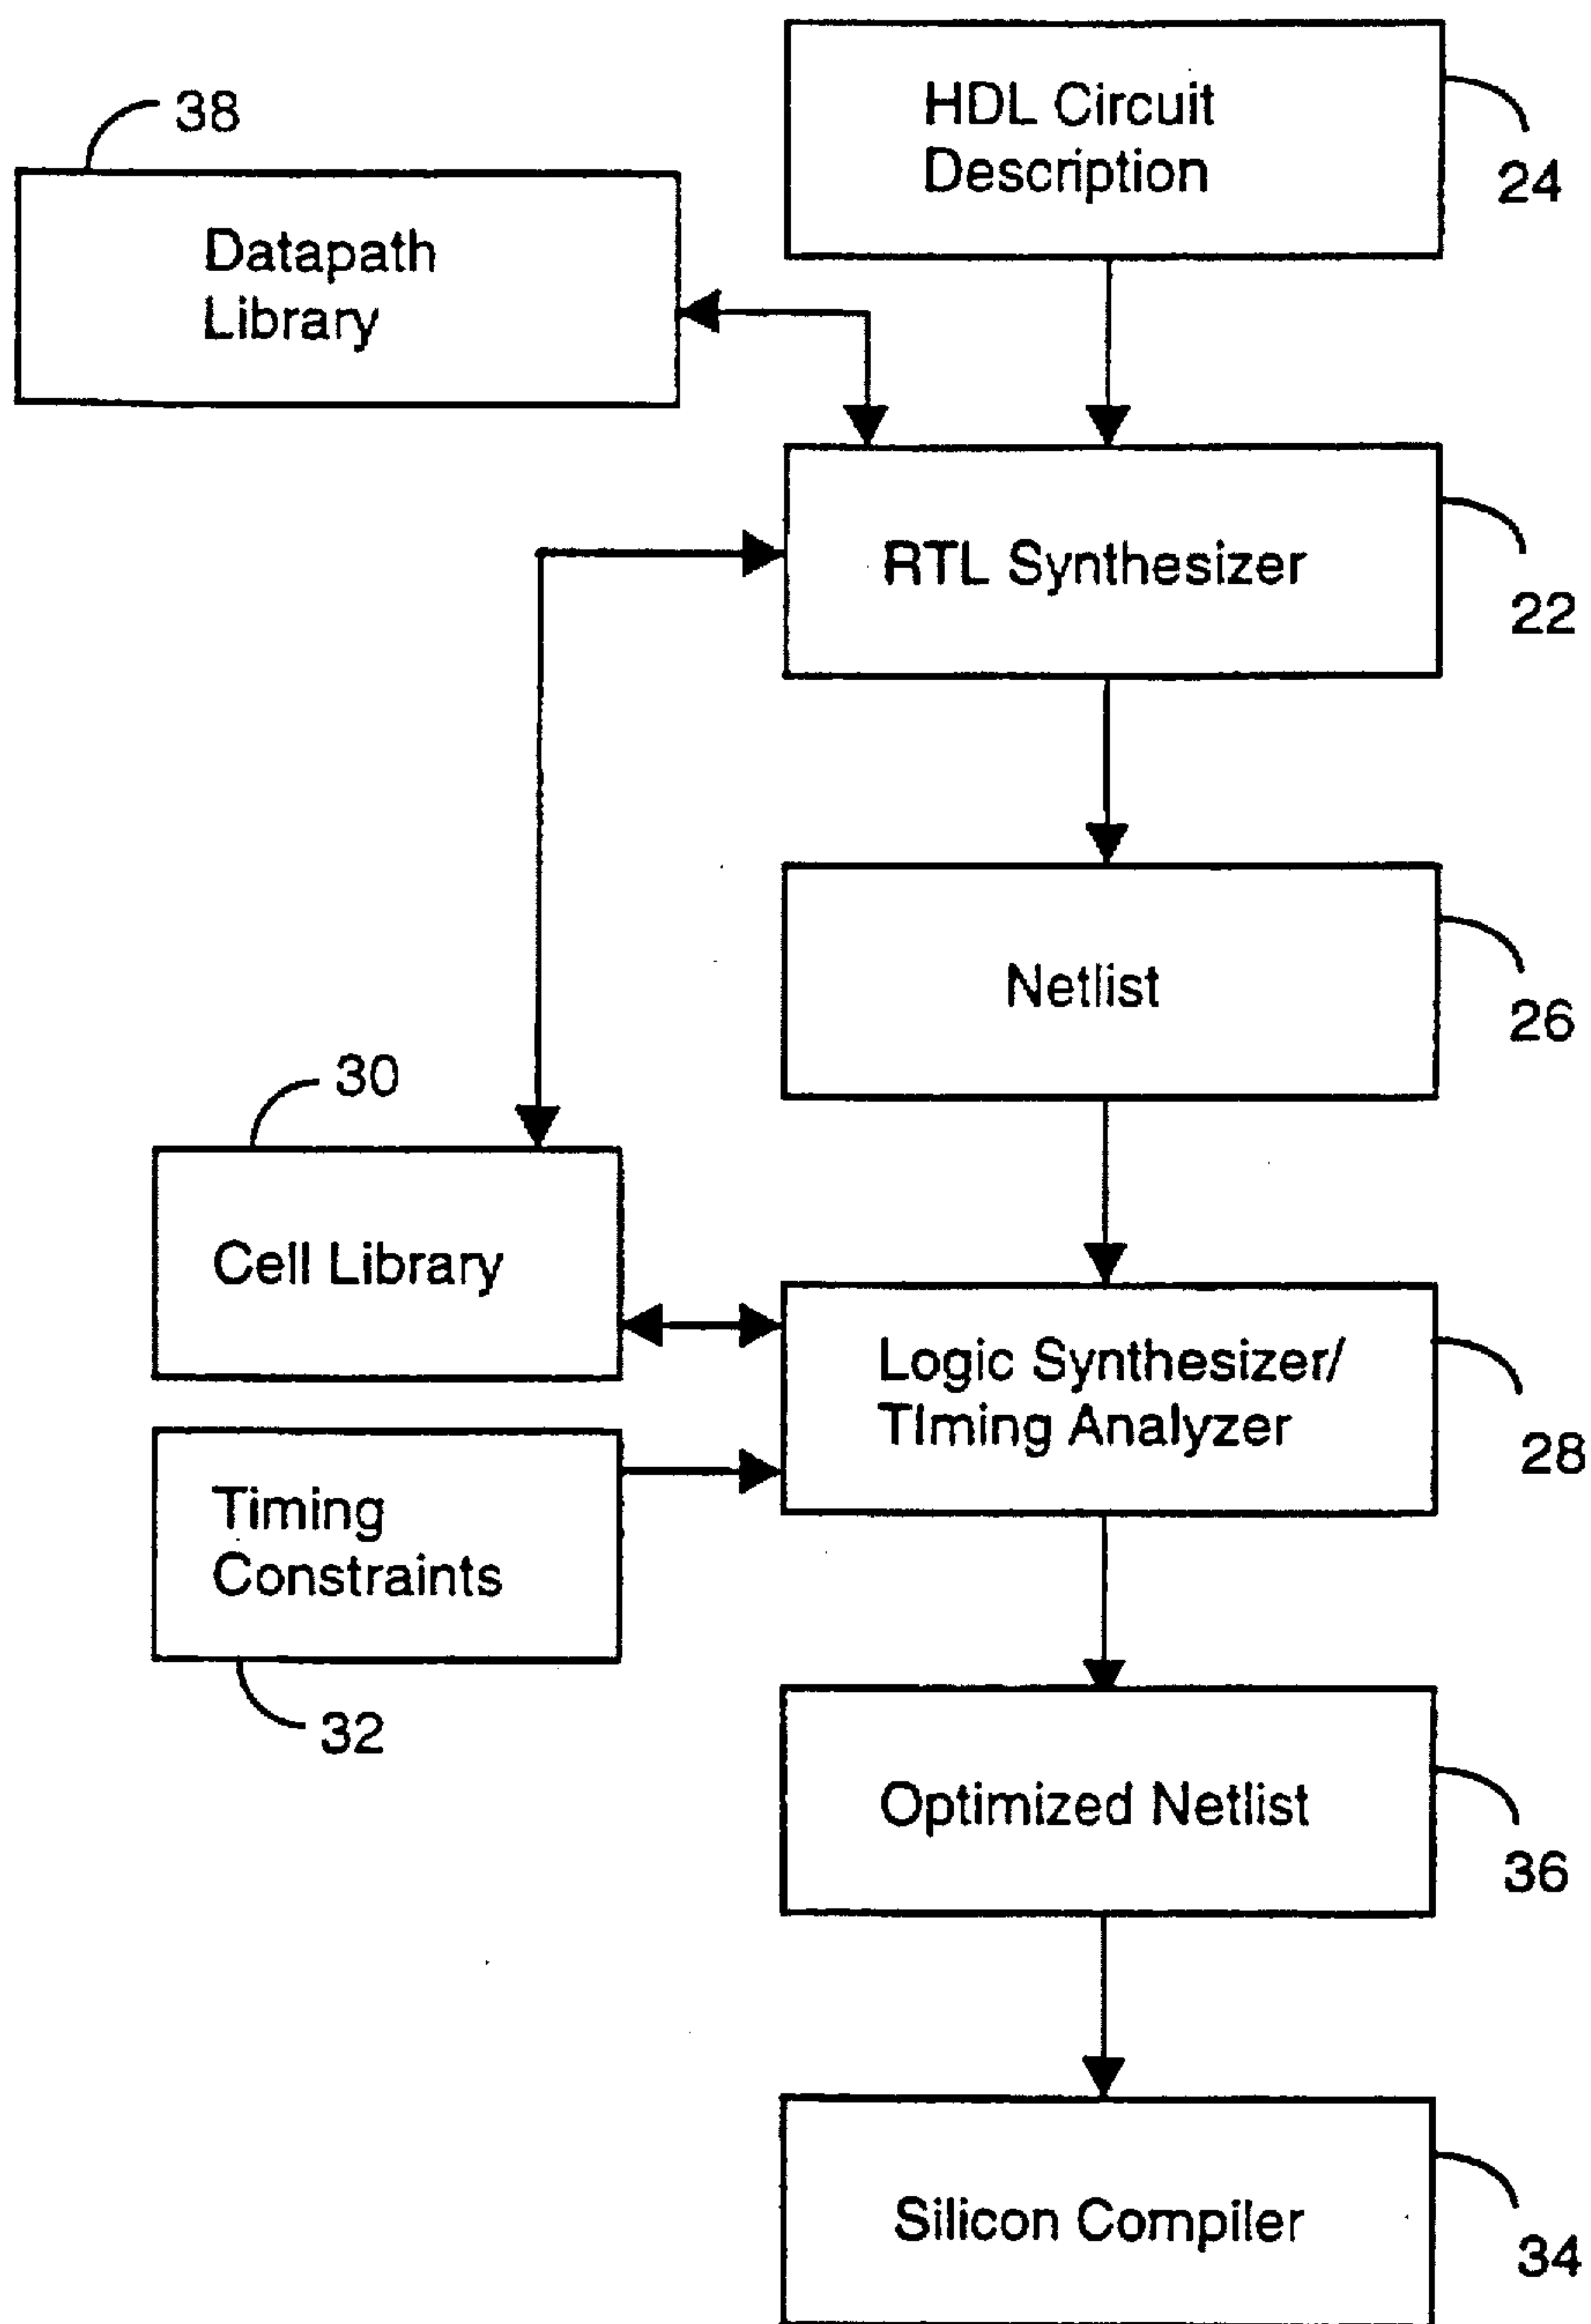 HDL Circuit
Description
24
38
Datapath
Library
RTL Synthesizer
22
Netlist
26
30
Cell Library
Logic Synthesizer/
TIming Analyzer
28
Timing
Constraints
32
Optimized Netlist
36
Silicon Compiler
34